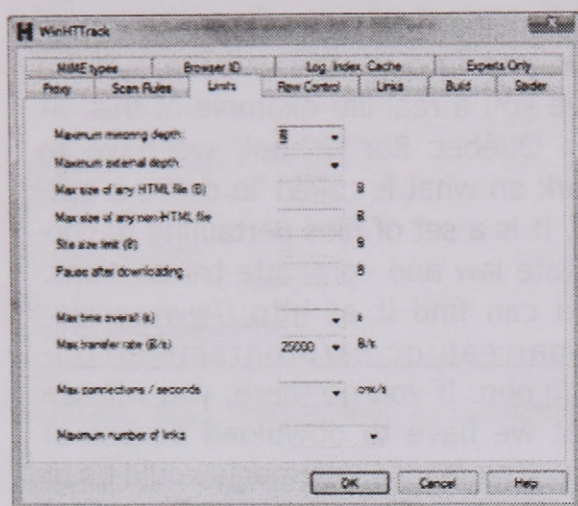 WinHTTrack
MIME types Browser ID Log, Index, Cache Experts Only
Proxy Scan Rules Limits Flow Control Links Build Spider
Maximum mirroring depth:
Maximum external depth:
Max size of any HTML file (B) B
Max size of any non-HTML file B
Site size limit (B) B
Pause after downloading B
Max time overall (s) s
Max transfer rate (B/s) 25000 B/s
Max connections / seconds cnx/s
Maximum number of links
OK Cancel Help